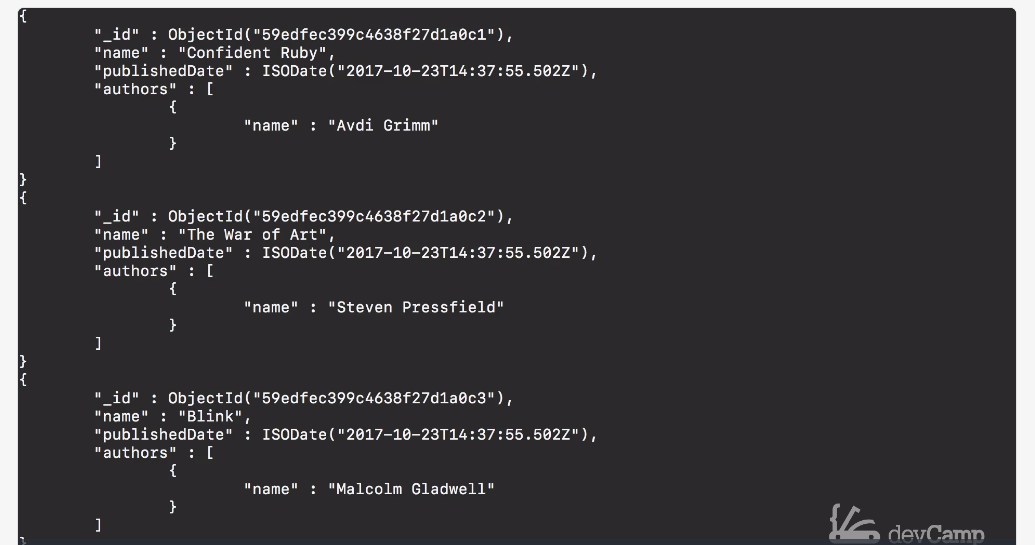 {
"_id" : ObjectId("59edfec399c4638f27d1a0c1"),
"name" : "Confident Ruby",
"publishedDate" : ISODate("2017-10-23T14:37:55.502Z"),
"authors" : [
{
"name" : "Avdi Grimm"
}
]
}
{
"_id" : ObjectId("59edfec399c4638f27d1a0c2"),
"name" : "The War of Art",
"publishedDate" : ISODate("2017-10-23T14:37:55.502Z"),
"authors" : [
{
"name" : "Steven Pressfield"
}
]
}
{
"_id" : ObjectId("59edfec399c4638f27d1a0c3"),
"name" : "Blink",
"publishedDate" : ISODate("2017-10-23T14:37:55.502Z"),
"authors" : [
{
"name" : "Malcolm Gladwell"
}
]
}
devCamp